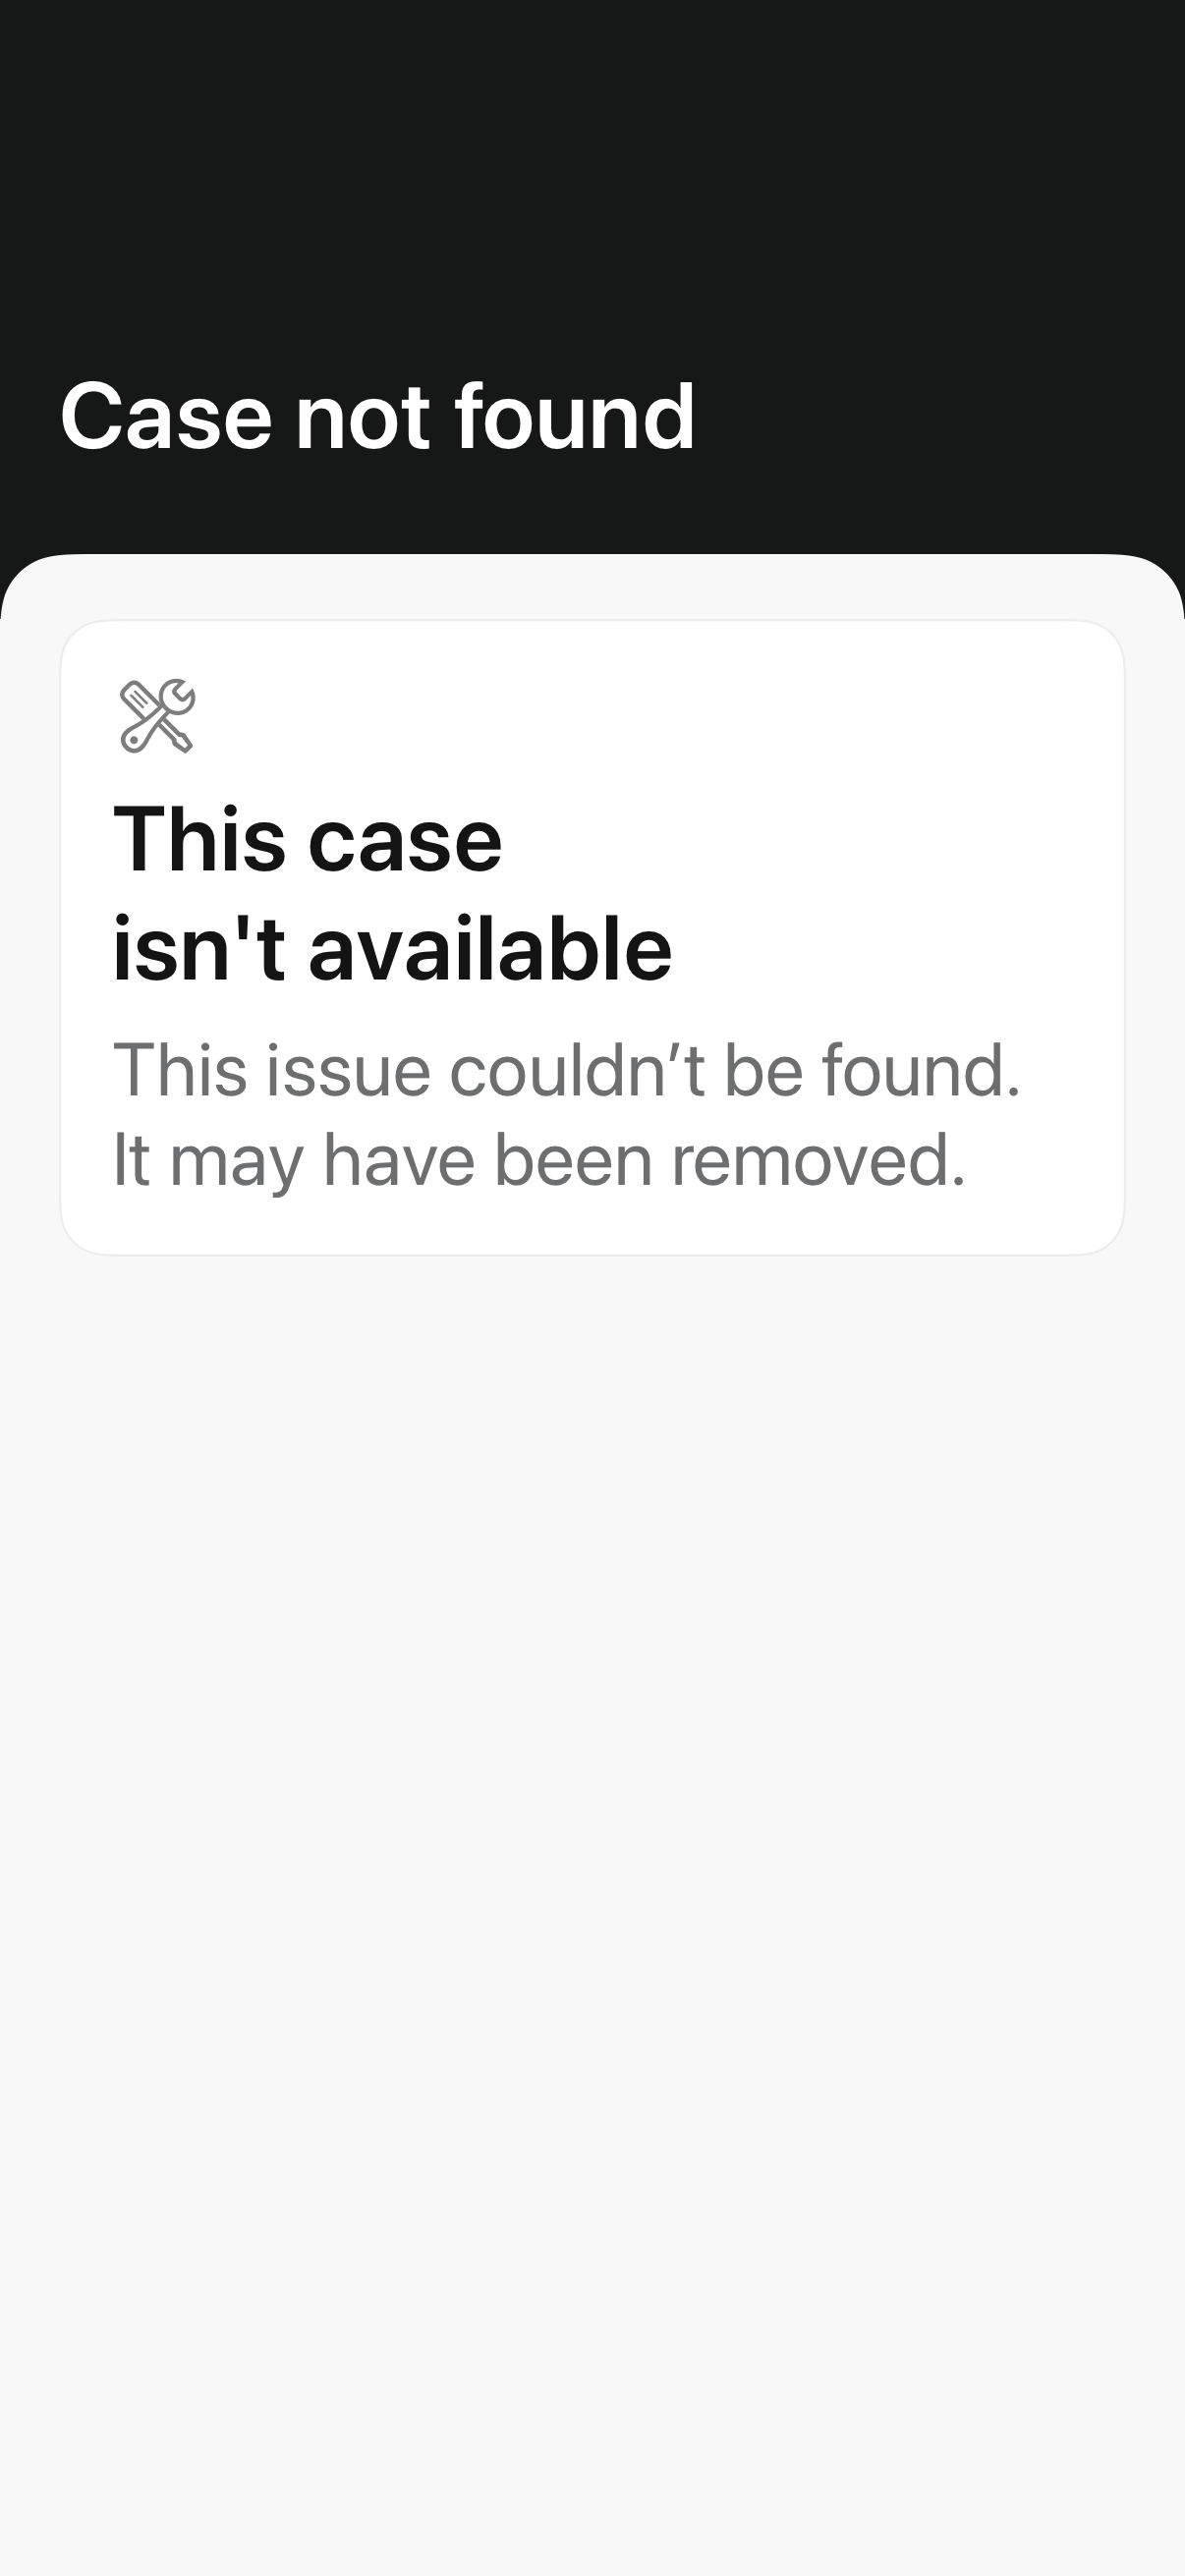 Case not found
This case
isn't available
This issue couldn’t be found.
It may have been removed.